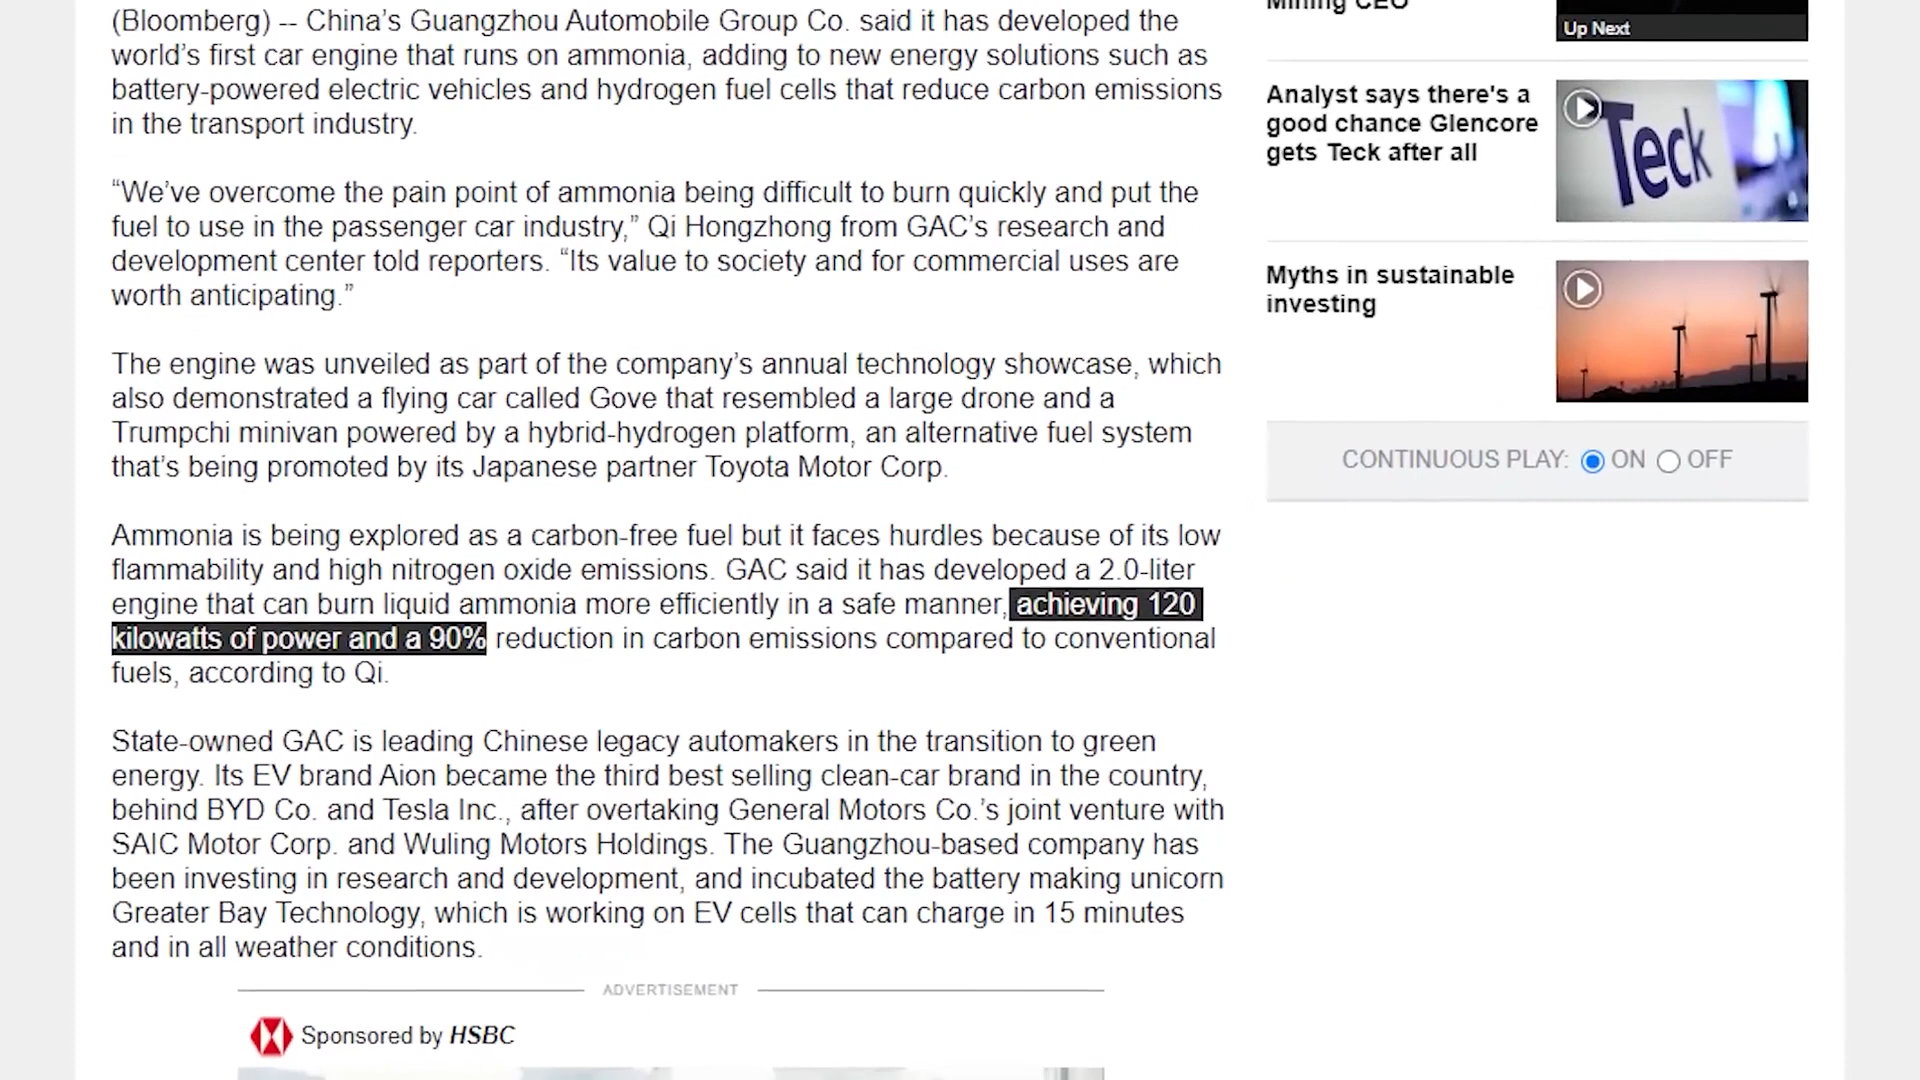 (Bloomberg) -- China’s Guangzhou Automobile Group Co. said it has developed the
world’s first car engine that runs on ammonia, adding to new energy solutions such as
battery-powered electric vehicles and hydrogen fuel cells that reduce carbon emissions
in the transport industry.
“We’ve overcome the pain point of ammonia being difficult to burn quickly and put the
fuel to use in the passenger car industry,” Qi Hongzhong from GAC’s research and
development center told reporters. “Its value to society and for commercial uses are
worth anticipating.”
The engine was unveiled as part of the company’s annual technology showcase, which
also demonstrated a flying car called Gove that resembled a large drone and a
Trumpchi minivan powered by a hybrid-hydrogen platform, an alternative fuel system
that’s being promoted by its Japanese partner Toyota Motor Corp.
Ammonia is being explored as a carbon-free fuel but it faces hurdles because of its low
flammability and high nitrogen oxide emissions. GAC said it has developed a 2.0-liter
engine that can burn liquid ammonia more efficiently in a safe manner, achieving 120
kilowatts of power and a 90% reduction in carbon emissions compared to conventional
fuels, according to Qi.
State-owned GAC is leading Chinese legacy automakers in the transition to green
energy. Its EV brand Aion became the third best selling clean-car brand in the country,
behind BYD Co. and Tesla Inc., after overtaking General Motors Co.’s joint venture with
SAIC Motor Corp. and Wuling Motors Holdings. The Guangzhou-based company has
been investing in research and development, and incubated the battery making unicorn
Greater Bay Technology, which is working on EV cells that can charge in 15 minutes
and in all weather conditions.
ADVERTISEMENT
Sponsored by HSBC
Mining CEO
Up Next
Analyst says there's a
good chance Glencore
gets Teck after all
Teck
Myths in sustainable
investing
CONTINUOUS PLAY: ON OFF